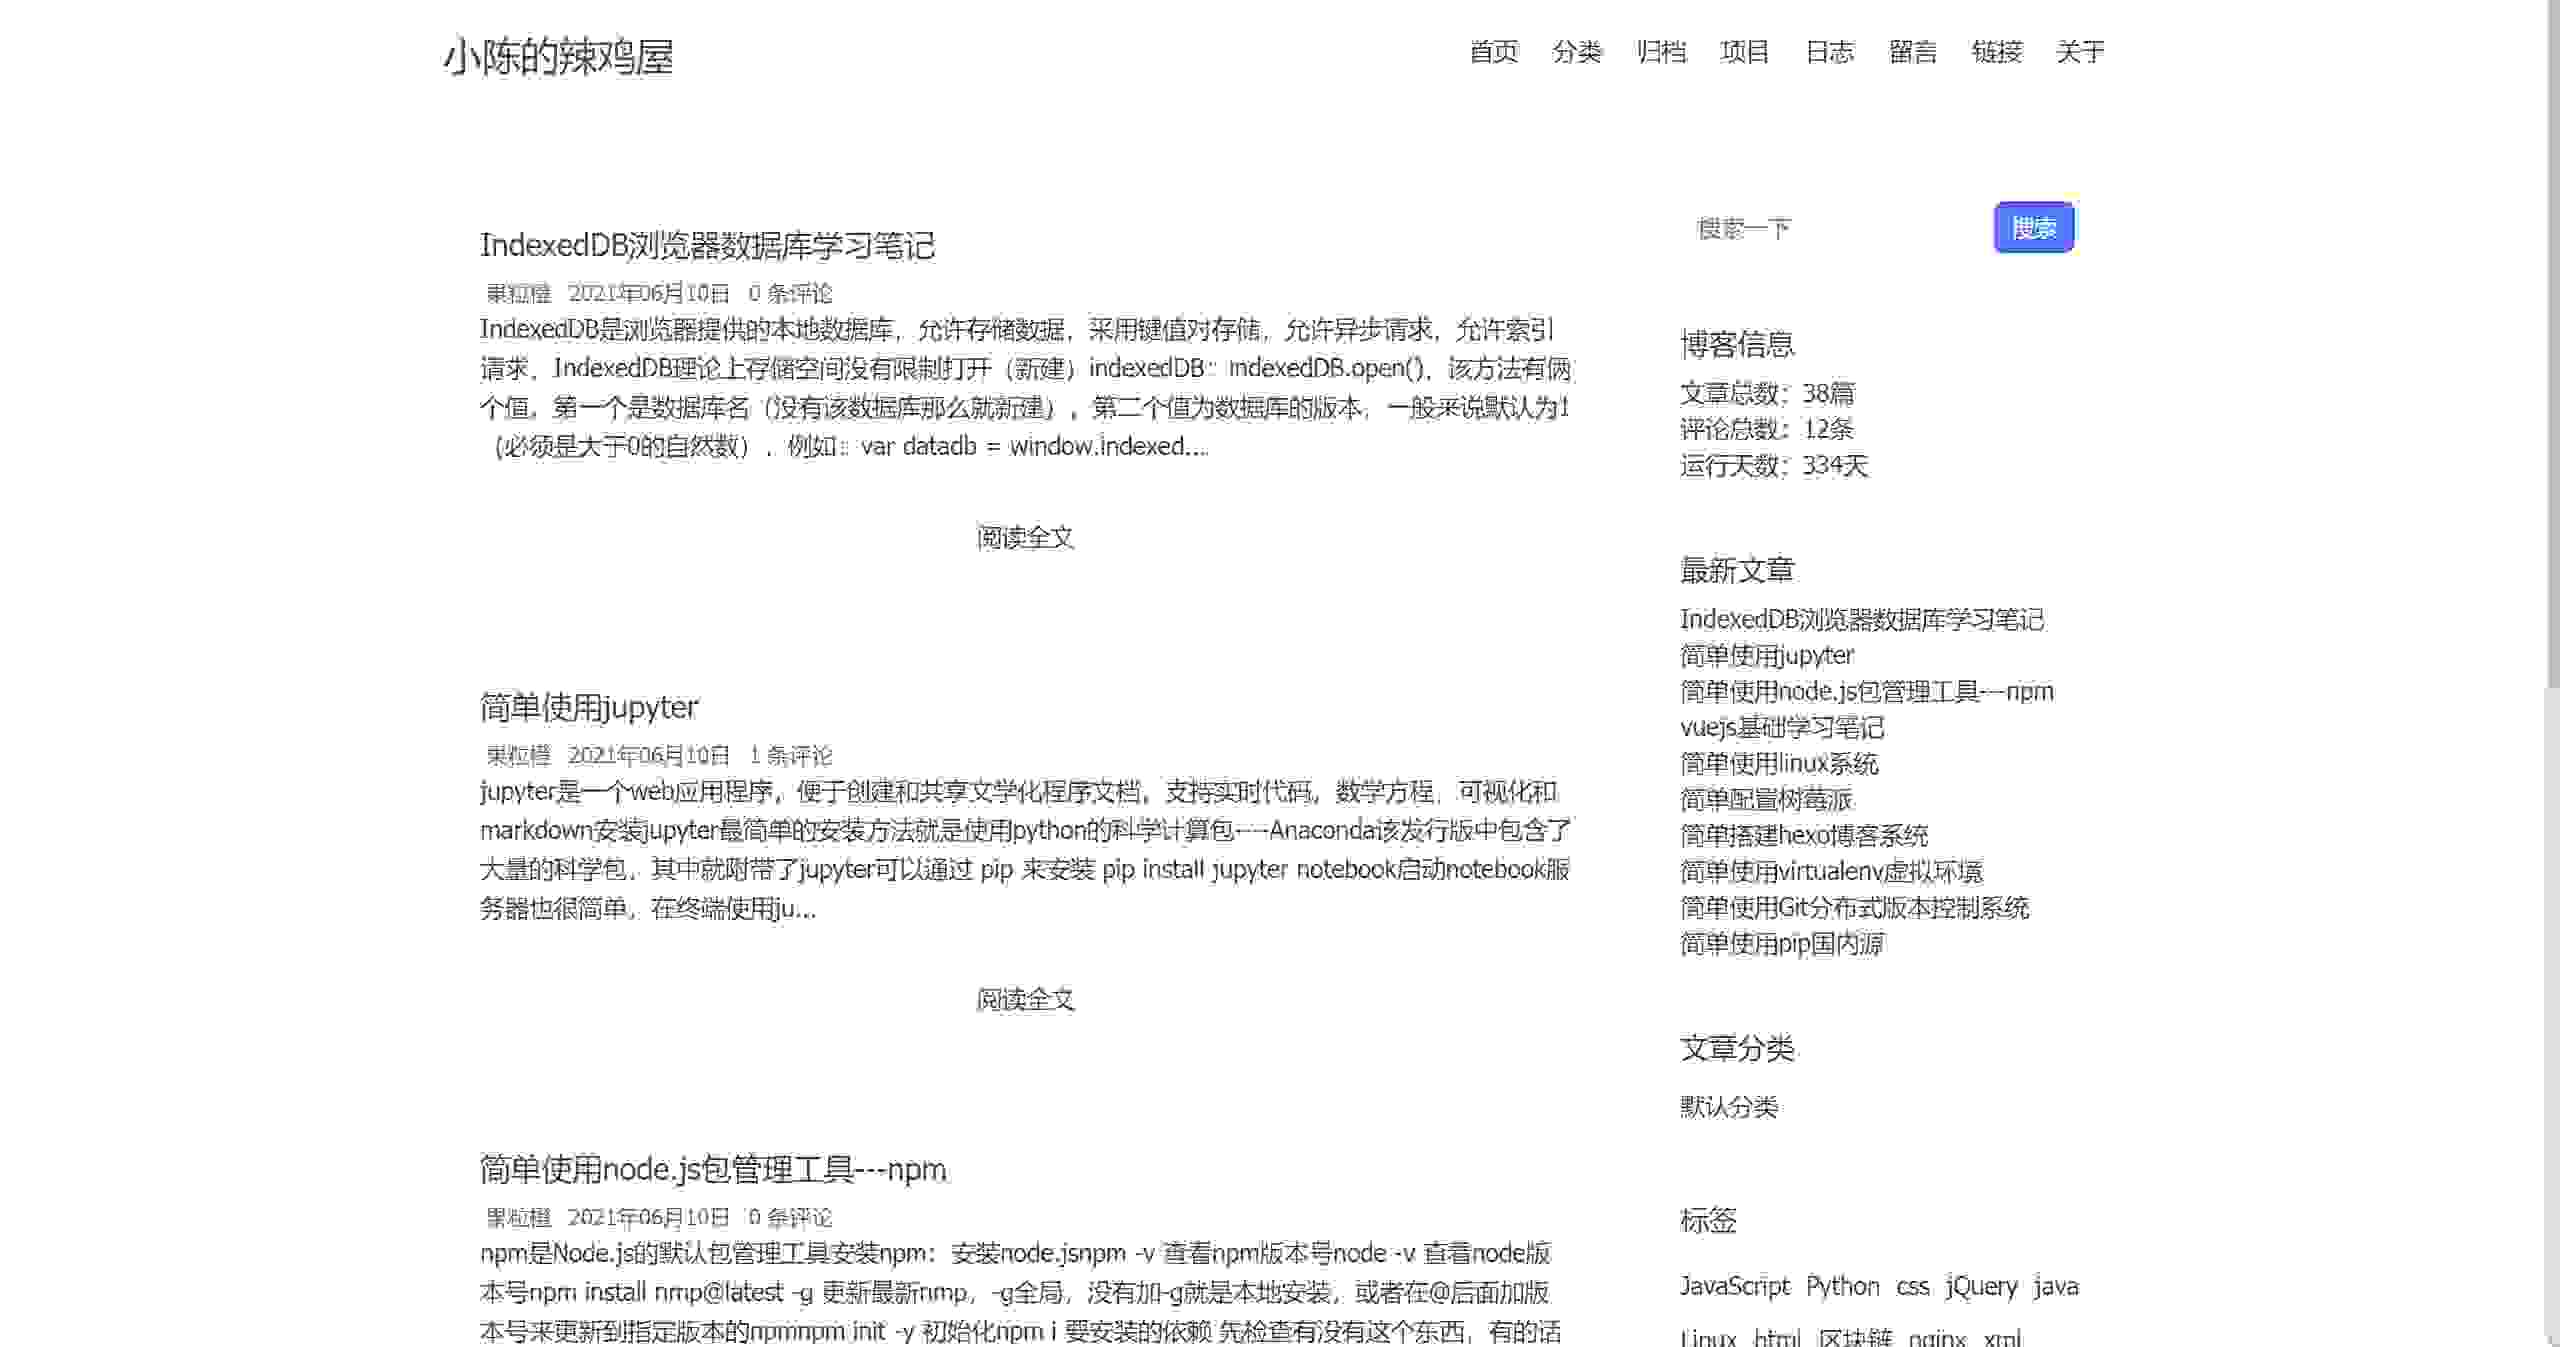 小陈的辣鸡屋
首页 分类 归档 项目 日志 留言 链接 关于
IndexedDB浏览器数据库学习笔记
果粒橙 2021年06月10日 0 条评论
IndexedDB是浏览器提供的本地数据库，允许存储数据，采用键值对存储，允许异步请求，允许索引
请求，IndexedDB理论上存储空间没有限制打开（新建）indexedDB：indexedDB.open()，该方法有俩
个值，第一个是数据库名（没有该数据库那么就新建），第二个值为数据库的版本，一般来说默认为1
（必须是大于0的自然数），例如：var datadb = window.indexed....
阅读全文
简单使用jupyter
果粒橙 2021年06月10日 1 条评论
jupyter是一个web应用程序，便于创建和共享文学化程序文档，支持实时代码，数学方程，可视化和
markdown安装jupyter最简单的安装方法就是使用python的科学计算包---Anaconda该发行版中包含了
大量的科学包，其中就附带了jupyter可以通过 pip 来安装 pip install jupyter notebook启动notebook服
务器也很简单，在终端使用ju...
阅读全文
简单使用node.js包管理工具---npm
果粒橙 2021年06月10日 0 条评论
npm是Node.js的默认包管理工具安装npm：安装node.jsnpm -v 查看npm版本号node -v 查看node版
本号npm install nmp@latest -g 更新最新nmp，-g全局，没有加-g就是本地安装，或者在@后面加版
本号来更新到指定版本的npmnpm init -y 初始化npm i 要安装的依赖 先检查有没有这个东西，有的话
搜索一下 搜索
博客信息
文章总数：38篇
评论总数：12条
运行天数：334天
最新文章
IndexedDB浏览器数据库学习笔记
简单使用jupyter
简单使用node.js包管理工具---npm
vuejs基础学习笔记
简单使用linux系统
简单配置树莓派
简单搭建hexo博客系统
简单使用virtualenv虚拟环境
简单使用Git分布式版本控制系统
简单使用pip国内源
文章分类
默认分类
标签
JavaScript Python css jQuery java
Linux html 区块链 nginx xml